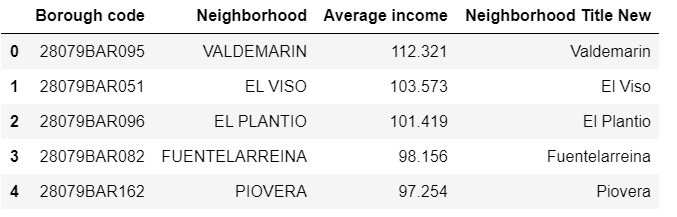 Borough code Neighborhood Average income Neighborhood Title New
0 28079BAR095 VALDEMARIN 112.321 Valdemarin
1 28079BAR051 EL VISO 103.573 El Viso
2 28079BAR096 EL PLANTIO 101.419 El Plantio
3 28079BAR082 FUENTELARREINA 98.156 Fuentelarreina
4 28079BAR162 PIOVERA 97.254 Piovera